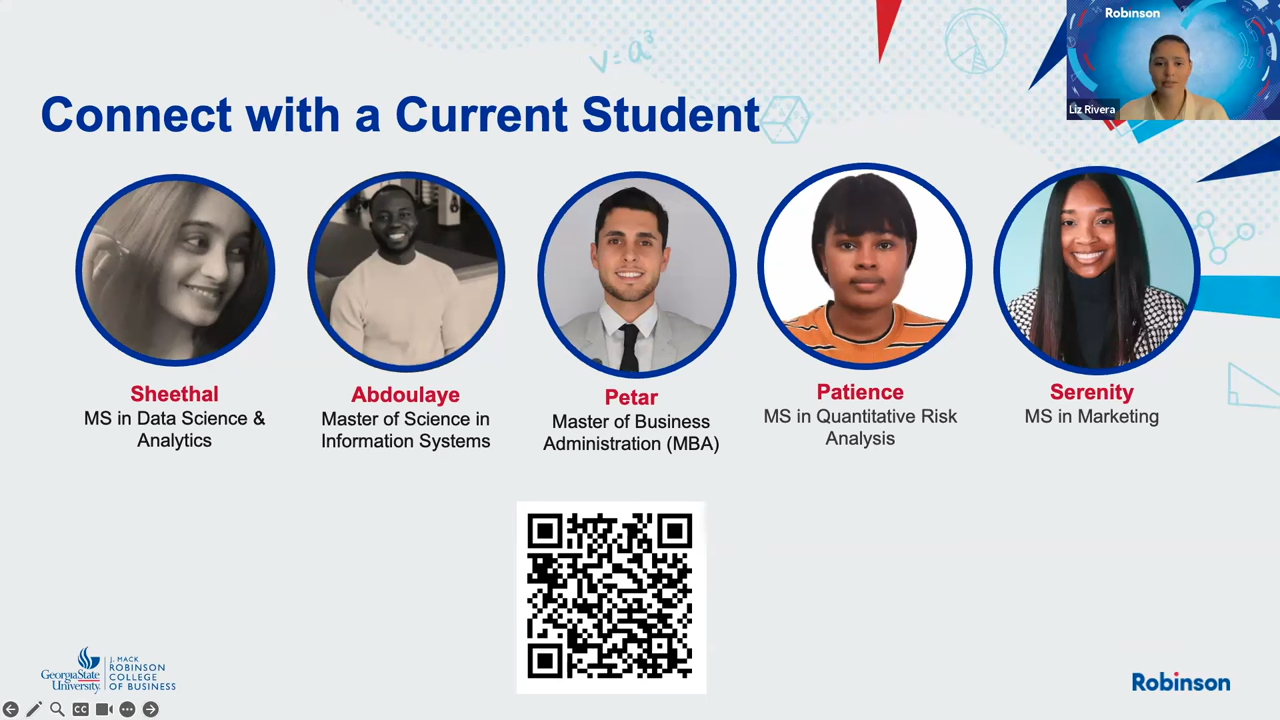 Robinson
Liz Rivera
V=a³
Connect with a Current Student
Sheethal
MS in Data Science &
Analytics
Abdoulaye
Master of Science in
Information Systems
Petar
Master of Business
Administration (MBA)
Patience
MS in Quantitative Risk
Analysis
Serenity
MS in Marketing
GeorgiaState
University
J. MACK
ROBINSON
COLLEGE
OF BUSINESS
Robinson
CC